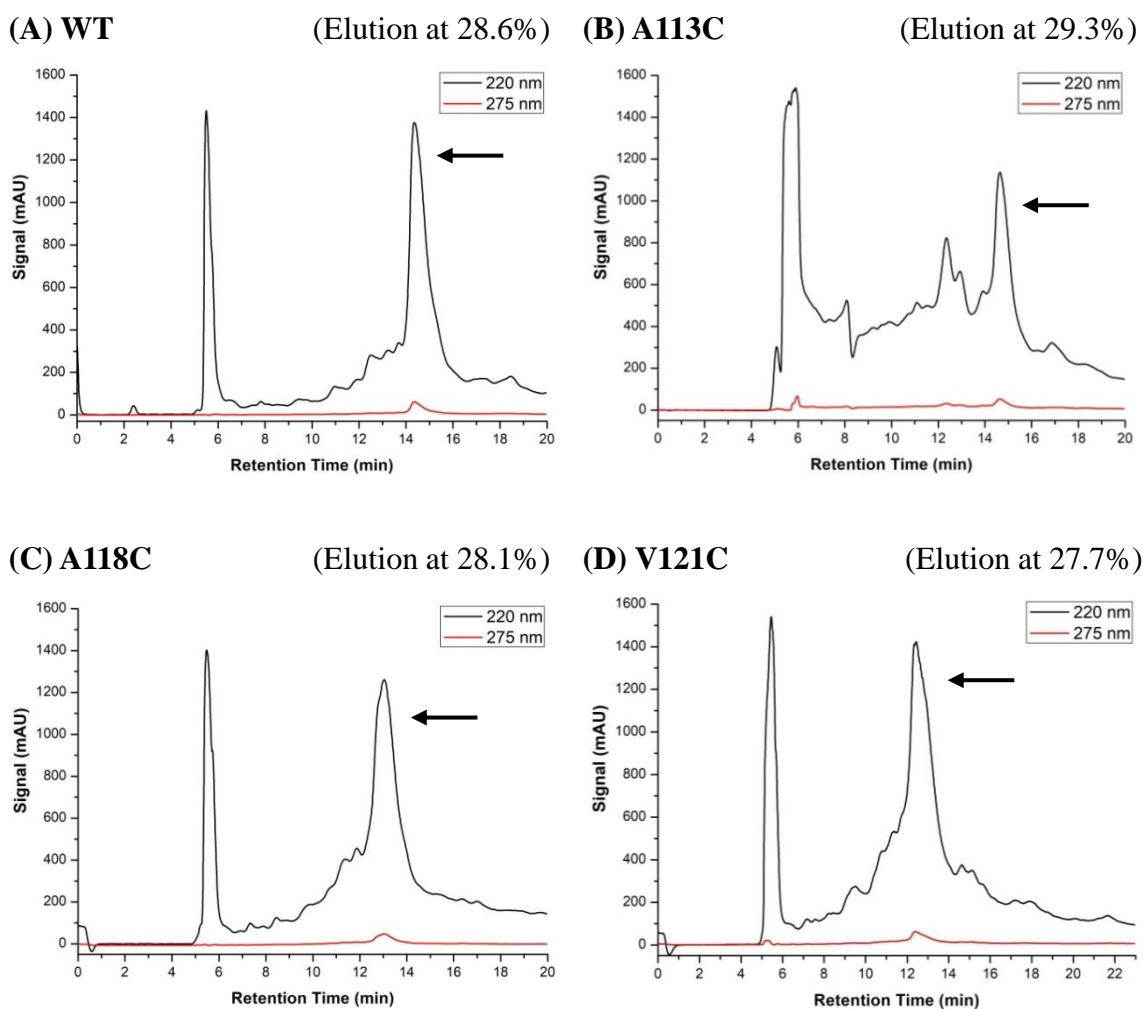 (A) WT (Elution at 28.6%)
1600
1400
1200
1000
800
600
400
200
0
Signal (mAU)
220 nm
275 nm
0 2 4 6 8 10 12 14 16 18 20
Retention Time (min)
(B) A113C (Elution at 29.3%)
1600
1400
1200
1000
800
600
400
200
0
Signal (mAU)
220 nm
275 nm
0 2 4 6 8 10 12 14 16 18 20
Retention Time (min)
(C) A118C (Elution at 28.1%)
1600
1400
1200
1000
800
600
400
200
0
Signal (mAU)
220 nm
275 nm
0 2 4 6 8 10 12 14 16 18 20
Retention Time (min)
(D) V121C (Elution at 27.7%)
1600
1400
1200
1000
800
600
400
200
0
Signal (mAU)
220 nm
275 nm
0 2 4 6 8 10 12 14 16 18 20 22
Retention Time (min)